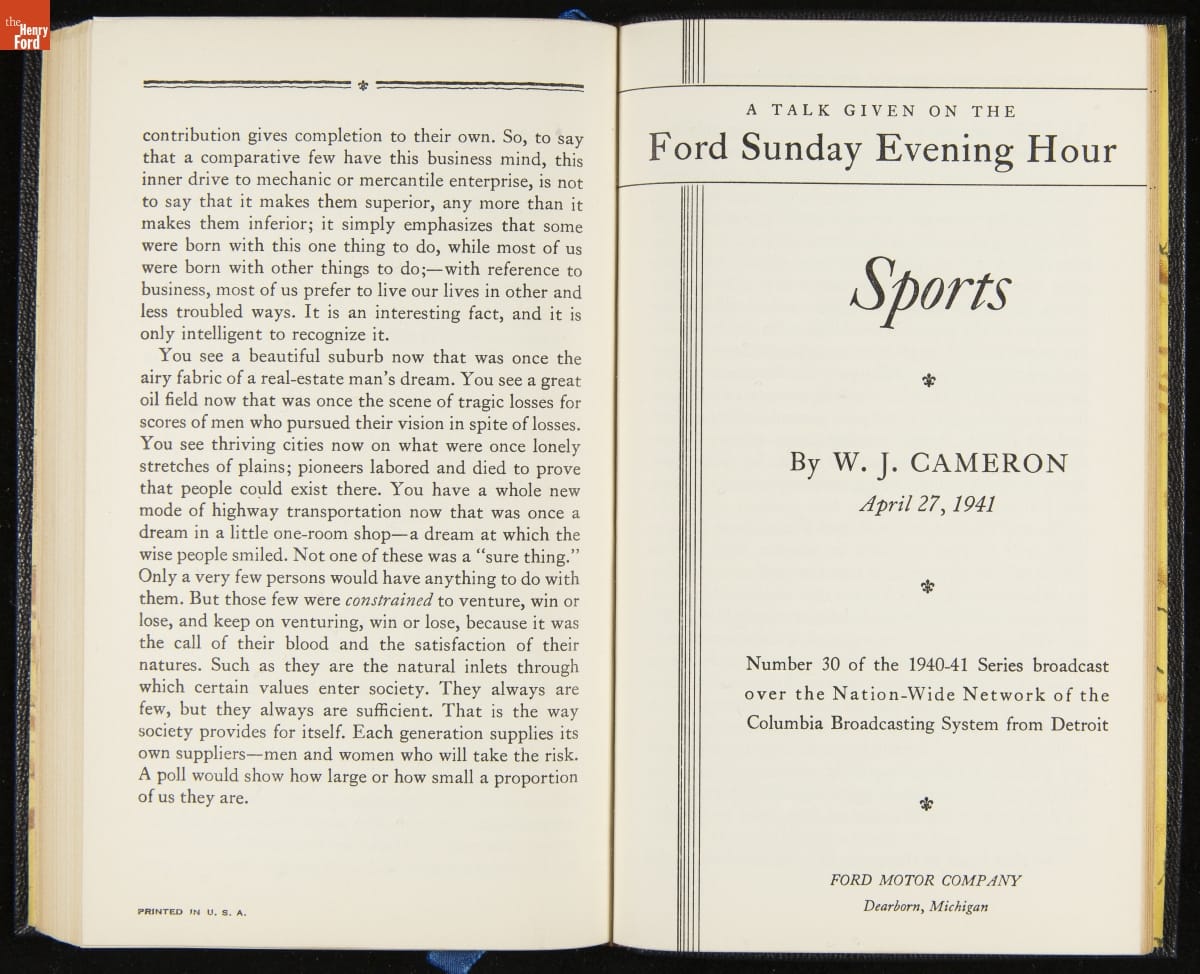 the
Henry
Ford
contribution gives completion to their own. So, to say
that a comparative few have this business mind, this
inner drive to mechanic or mercantile enterprise, is not
to say that it makes them superior, any more than it
makes them inferior; it simply emphasizes that some
were born with this one thing to do, while most of us
were born with other things to do;—with reference to
business, most of us prefer to live our lives in other and
less troubled ways. It is an interesting fact, and it is
only intelligent to recognize it.
You see a beautiful suburb now that was once the
airy fabric of a real-estate man's dream. You see a great
oil field now that was once the scene of tragic losses for
scores of men who pursued their vision in spite of losses.
You see thriving cities now on what were once lonely
stretches of plains; pioneers labored and died to prove
that people could exist there. You have a whole new
mode of highway transportation now that was once a
dream in a little one-room shop—a dream at which the
wise people smiled. Not one of these was a "sure thing."
Only a very few persons would have anything to do with
them. But those few were constrained to venture, win or
lose, and keep on venturing, win or lose, because it was
the call of their blood and the satisfaction of their
natures. Such as they are the natural inlets through
which certain values enter society. They always are
few, but they always are sufficient. That is the way
society provides for itself. Each generation supplies its
own suppliers—men and women who will take the risk.
A poll would show how large or how small a proportion
of us they are.
PRINTED IN U. S. A.
A TALK GIVEN ON THE
Ford Sunday Evening Hour
Sports
By W. J. CAMERON
April 27, 1941
Number 30 of the 1940-41 Series broadcast
over the Nation-Wide Network of the
Columbia Broadcasting System from Detroit
FORD MOTOR COMPANY
Dearborn, Michigan